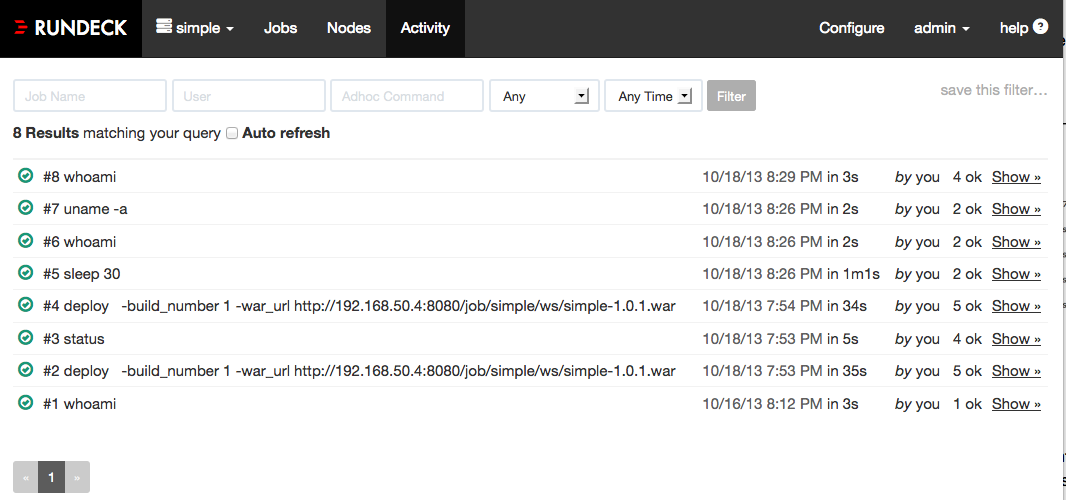 RUNDECK simple Jobs Nodes Activity Configure admin help ?
Job Name User Adhoc Command Any Any Time Filter save this filter...
8 Results matching your query Auto refresh
#8 whoami 10/18/13 8:29 PM in 3s by you 4 ok Show »
#7 uname -a 10/18/13 8:26 PM in 2s by you 2 ok Show »
#6 whoami 10/18/13 8:26 PM in 2s by you 2 ok Show »
#5 sleep 30 10/18/13 8:26 PM in 1m1s by you 2 ok Show »
#4 deploy -build_number 1 -war_url http://192.168.50.4:8080/job/simple/ws/simple-1.0.1.war 10/18/13 7:54 PM in 34s by you 5 ok Show »
#3 status 10/18/13 7:53 PM in 5s by you 4 ok Show »
#2 deploy -build_number 1 -war_url http://192.168.50.4:8080/job/simple/ws/simple-1.0.1.war 10/18/13 7:53 PM in 35s by you 5 ok Show »
#1 whoami 10/16/13 8:12 PM in 3s by you 1 ok Show »
« 1 »